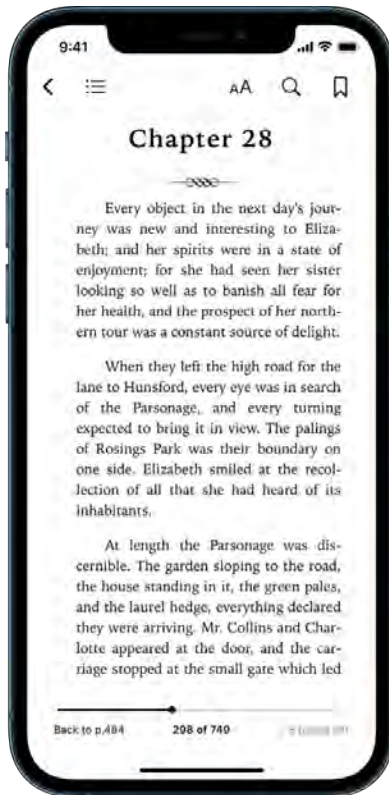 9:41
AA
Chapter 28
Every object in the next day's jour-
ney was new and interesting to Eliza-
beth; and her spirits were in a state of
enjoyment; for she had seen her sister
looking so well as to banish all fear for
her health, and the prospect of her north-
ern tour was a constant source of delight.
When they left the high road for the
lane to Hunsford, every eye was in search
of the Parsonage, and every turning
expected to bring it in view. The palings
of Rosings Park was their boundary on
one side. Elizabeth smiled at the recol-
lection of all that she had heard of its
inhabitants.
At length the Parsonage was dis-
cernible. The garden sloping to the road,
the house standing in it, the green pales,
and the laurel hedge, everything declared
they were arriving. Mr. Collins and Char-
lotte appeared at the door, and the car-
riage stopped at the small gate which led
Back to p.484 298 of 749